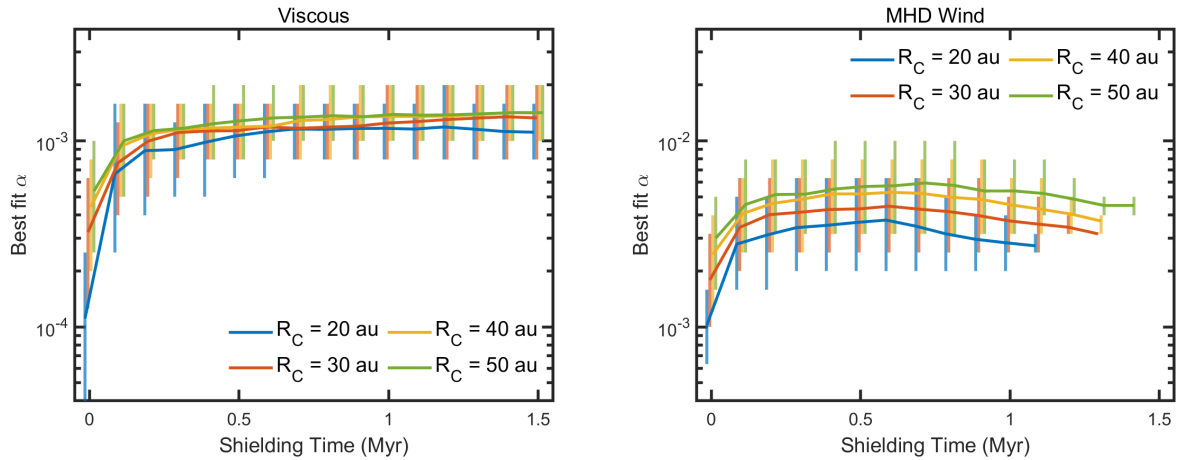 Viscous
Best fit α
10^-3
10^-4
R_C = 20 au
R_C = 40 au
R_C = 30 au
R_C = 50 au
0
0.5
1
1.5
Shielding Time (Myr)
MHD Wind
Best fit α
10^-2
10^-3
R_C = 20 au
R_C = 40 au
R_C = 30 au
R_C = 50 au
0
0.5
1
1.5
Shielding Time (Myr)